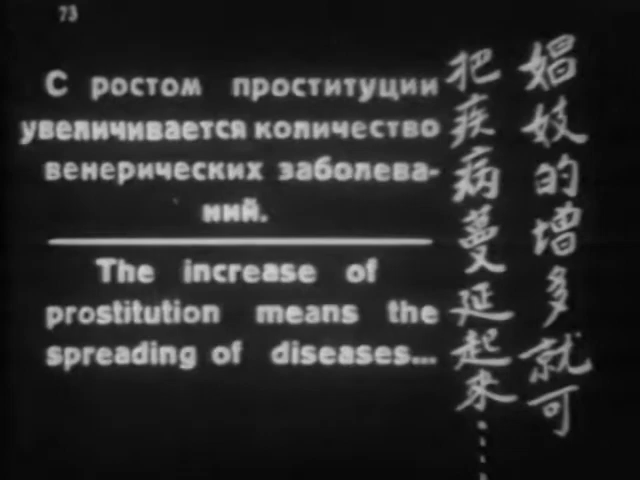 73
С ростом проституции
увеличивается количество
венерических заболева-
ний.
The increase of
prostitution means the
spreading of diseases...
娼妓的增多就可
把疾病蔓延起来.....